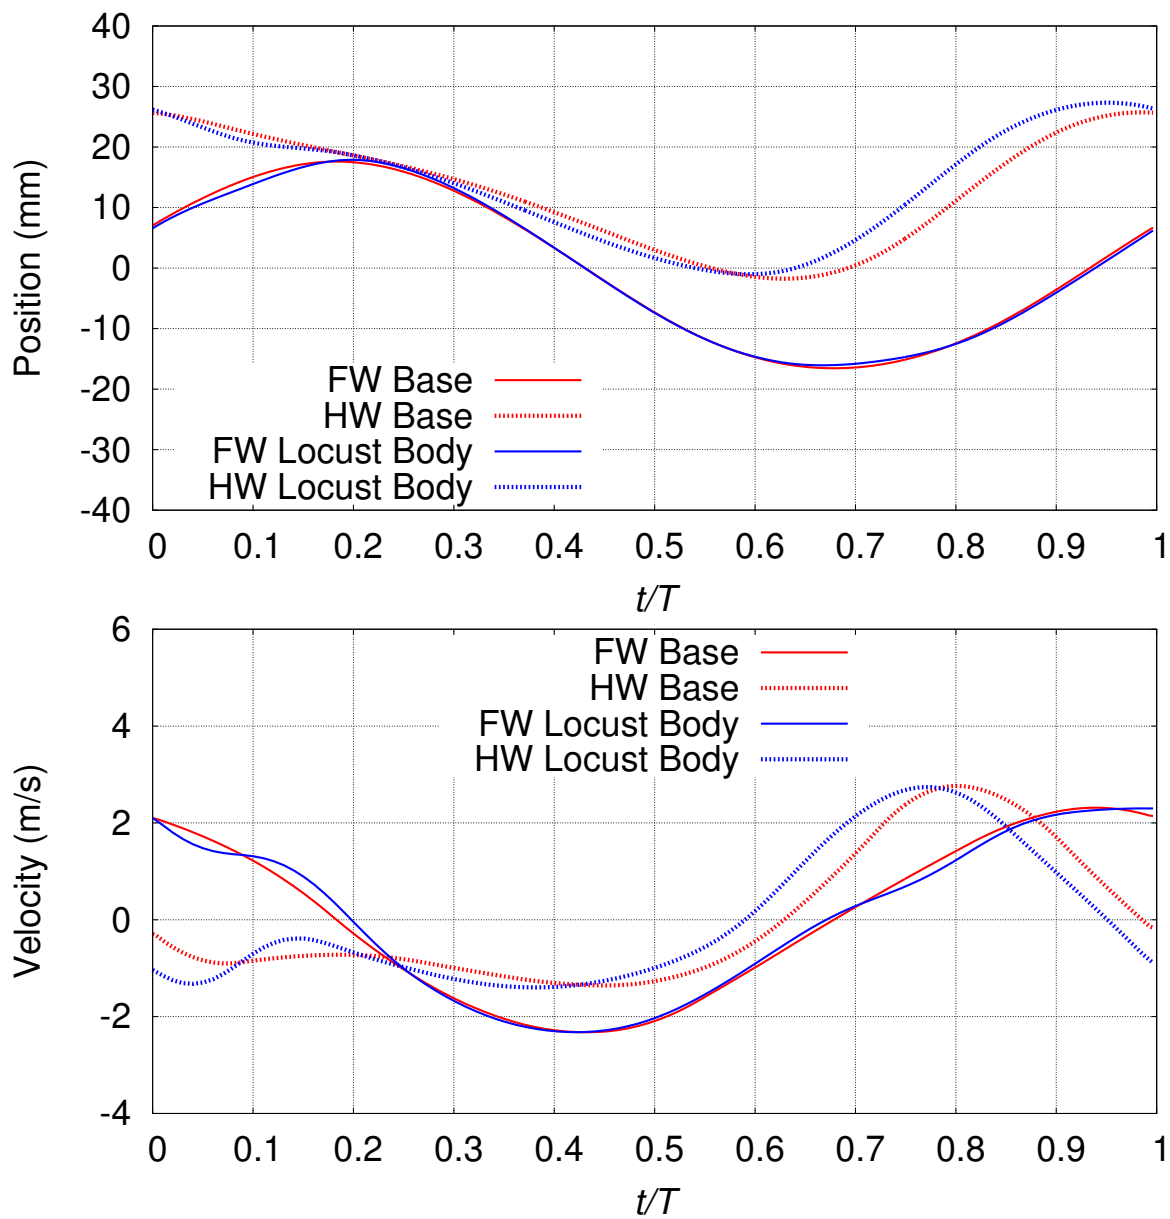 40
30
20
10
0
-10
-20
-30
-40
Position (mm)
FW Base
HW Base
FW Locust Body
HW Locust Body
0 0.1 0.2 0.3 0.4 0.5 0.6 0.7 0.8 0.9 1
t/T
6
4
2
0
-2
-4
Velocity (m/s)
FW Base
HW Base
FW Locust Body
HW Locust Body
0 0.1 0.2 0.3 0.4 0.5 0.6 0.7 0.8 0.9 1
t/T